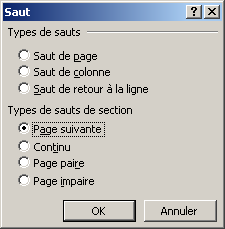 Saut
Types de sauts
Saut de page
Saut de colonne
Saut de retour à la ligne
Types de sauts de section
Page suivante
Continu
Page paire
Page impaire
OK
Annuler